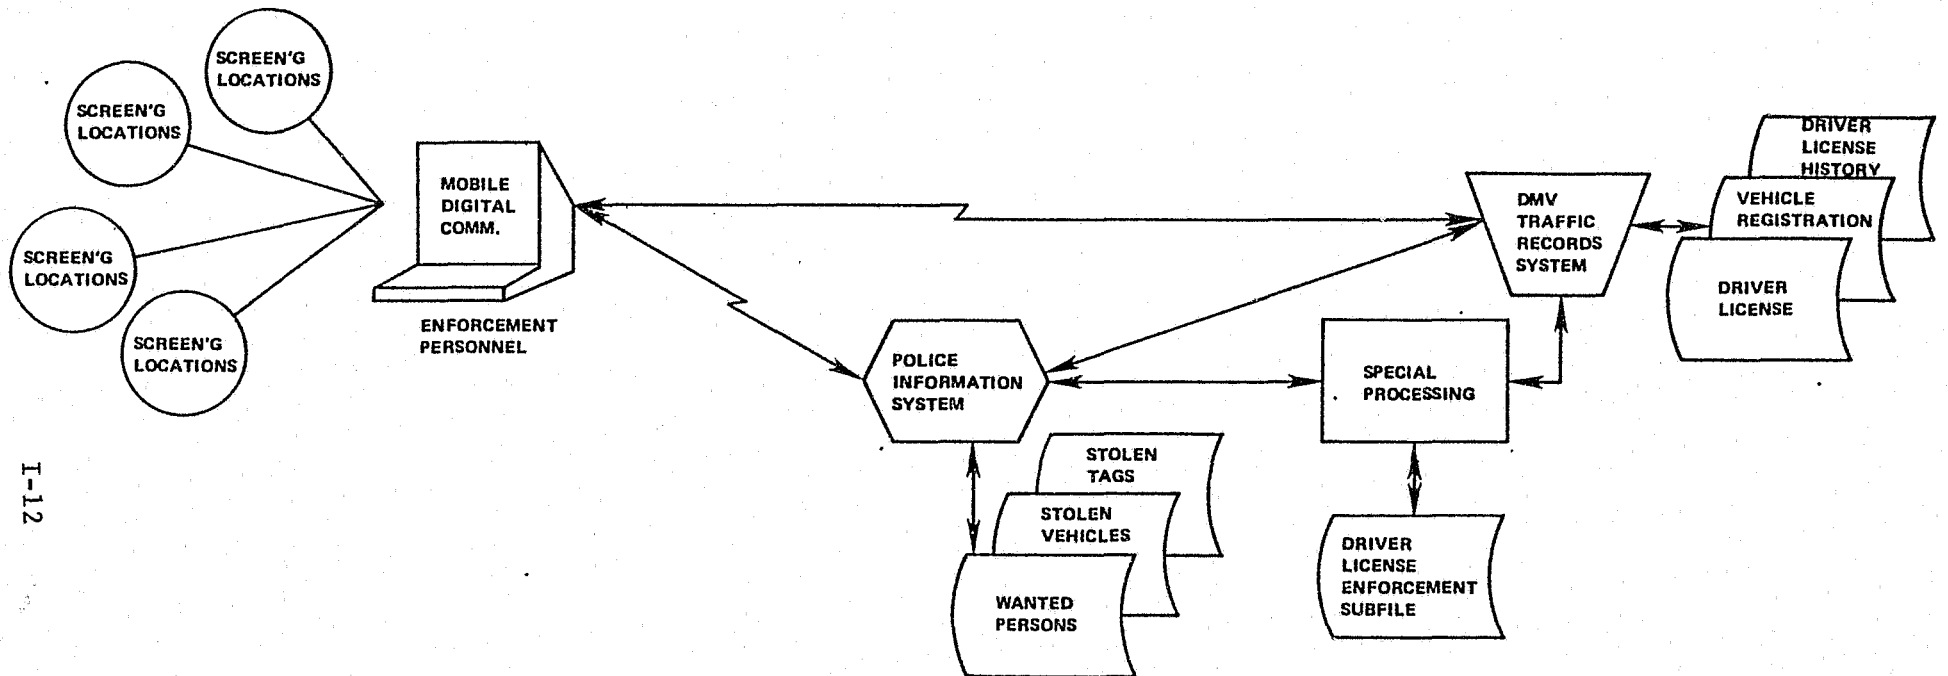 SCREEN'G
LOCATIONS
SCREEN'G
LOCATIONS
SCREEN'G
LOCATIONS
SCREEN'G
LOCATIONS
MOBILE
DIGITAL
COMM.
ENFORCEMENT
PERSONNEL
POLICE
INFORMATION
SYSTEM
STOLEN
TAGS
STOLEN
VEHICLES
WANTED
PERSONS
SPECIAL
PROCESSING
DRIVER
LICENSE
ENFORCEMENT
SUBFILE
DMV
TRAFFIC
RECORDS
SYSTEM
DRIVER
LICENSE
HISTORY
VEHICLE
REGISTRATION
DRIVER
LICENSE
I-12